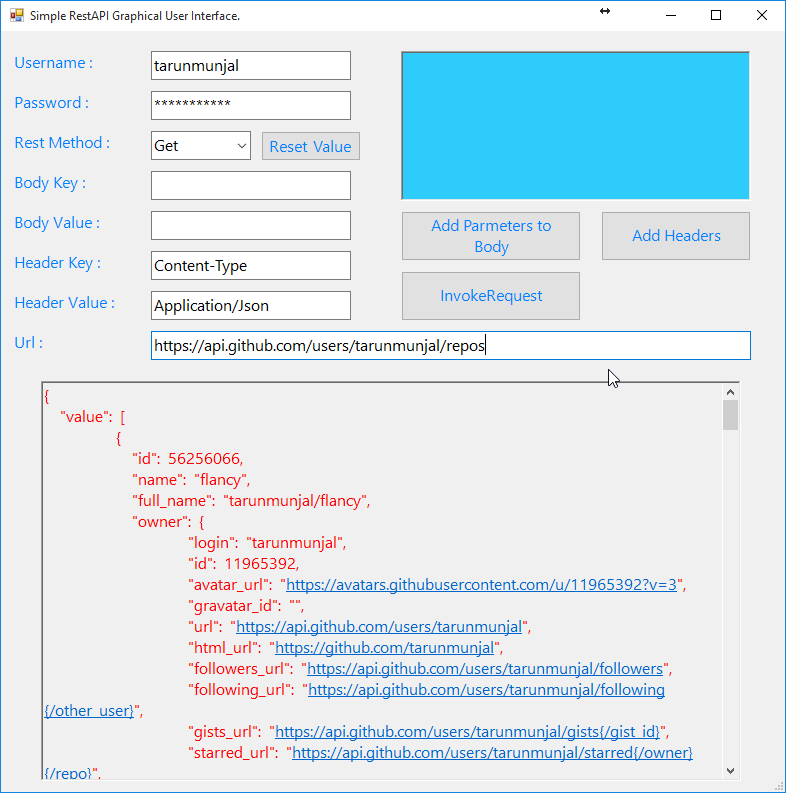 Simple RestAPI Graphical User Interface.
Username :
tarunmunjal
Password :
***********
Rest Method :
Get
Reset Value
Body Key :
Body Value :
Add Parmeters to
Body
Add Headers
Header Key :
Content-Type
InvokeRequest
Header Value :
Application/Json
Url :
https://api.github.com/users/tarunmunjal/repos
{
"value": [
{
"id": 56256066,
"name": "flancy",
"full_name": "tarunmunjal/flancy",
"owner": {
"login": "tarunmunjal",
"id": 11965392,
"avatar_url": "https://avatars.githubusercontent.com/u/11965392?v=3",
"gravatar_id": "",
"url": "https://api.github.com/users/tarunmunjal",
"html_url": "https://github.com/tarunmunjal",
"followers_url": "https://api.github.com/users/tarunmunjal/followers",
"following_url": "https://api.github.com/users/tarunmunjal/following
{/other_user}",
"gists_url": "https://api.github.com/users/tarunmunjal/gists{/gist_id}",
"starred_url": "https://api.github.com/users/tarunmunjal/starred{/owner}
{/repo}",